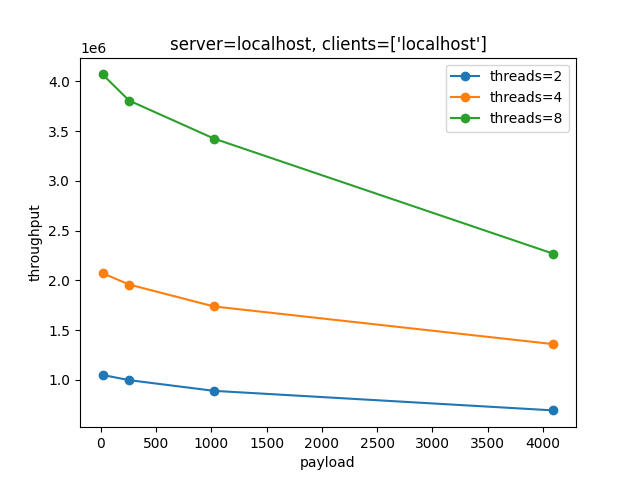 server=localhost, clients=['localhost']
1e6
threads=2
threads=4
threads=8
4.0
3.5
3.0
2.5
2.0
1.5
1.0
throughput
0 500 1000 1500 2000 2500 3000 3500 4000
payload